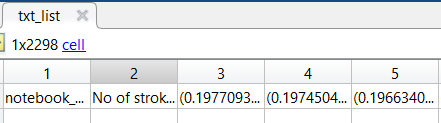 txt_list
1x2298 cell
1 2 3 4 5
notebook_... No of strok... (0.1977093... (0.1974504... (0.1966340...